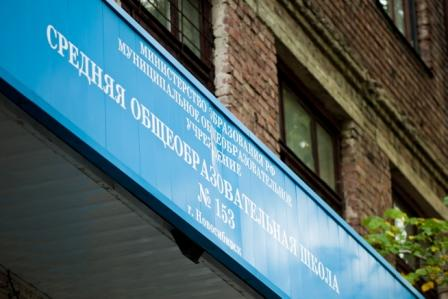 МИНИСТЕРСТВО ОБРАЗОВАНИЯ РФ
МУНИЦИПАЛЬНОЕ ОБЩЕОБРАЗОВАТЕЛЬНОЕ
УЧРЕЖДЕНИЕ
СРЕДНЯЯ ОБЩЕОБРАЗОВАТЕЛЬНАЯ ШКОЛА
№ 153
г. Новосибирск